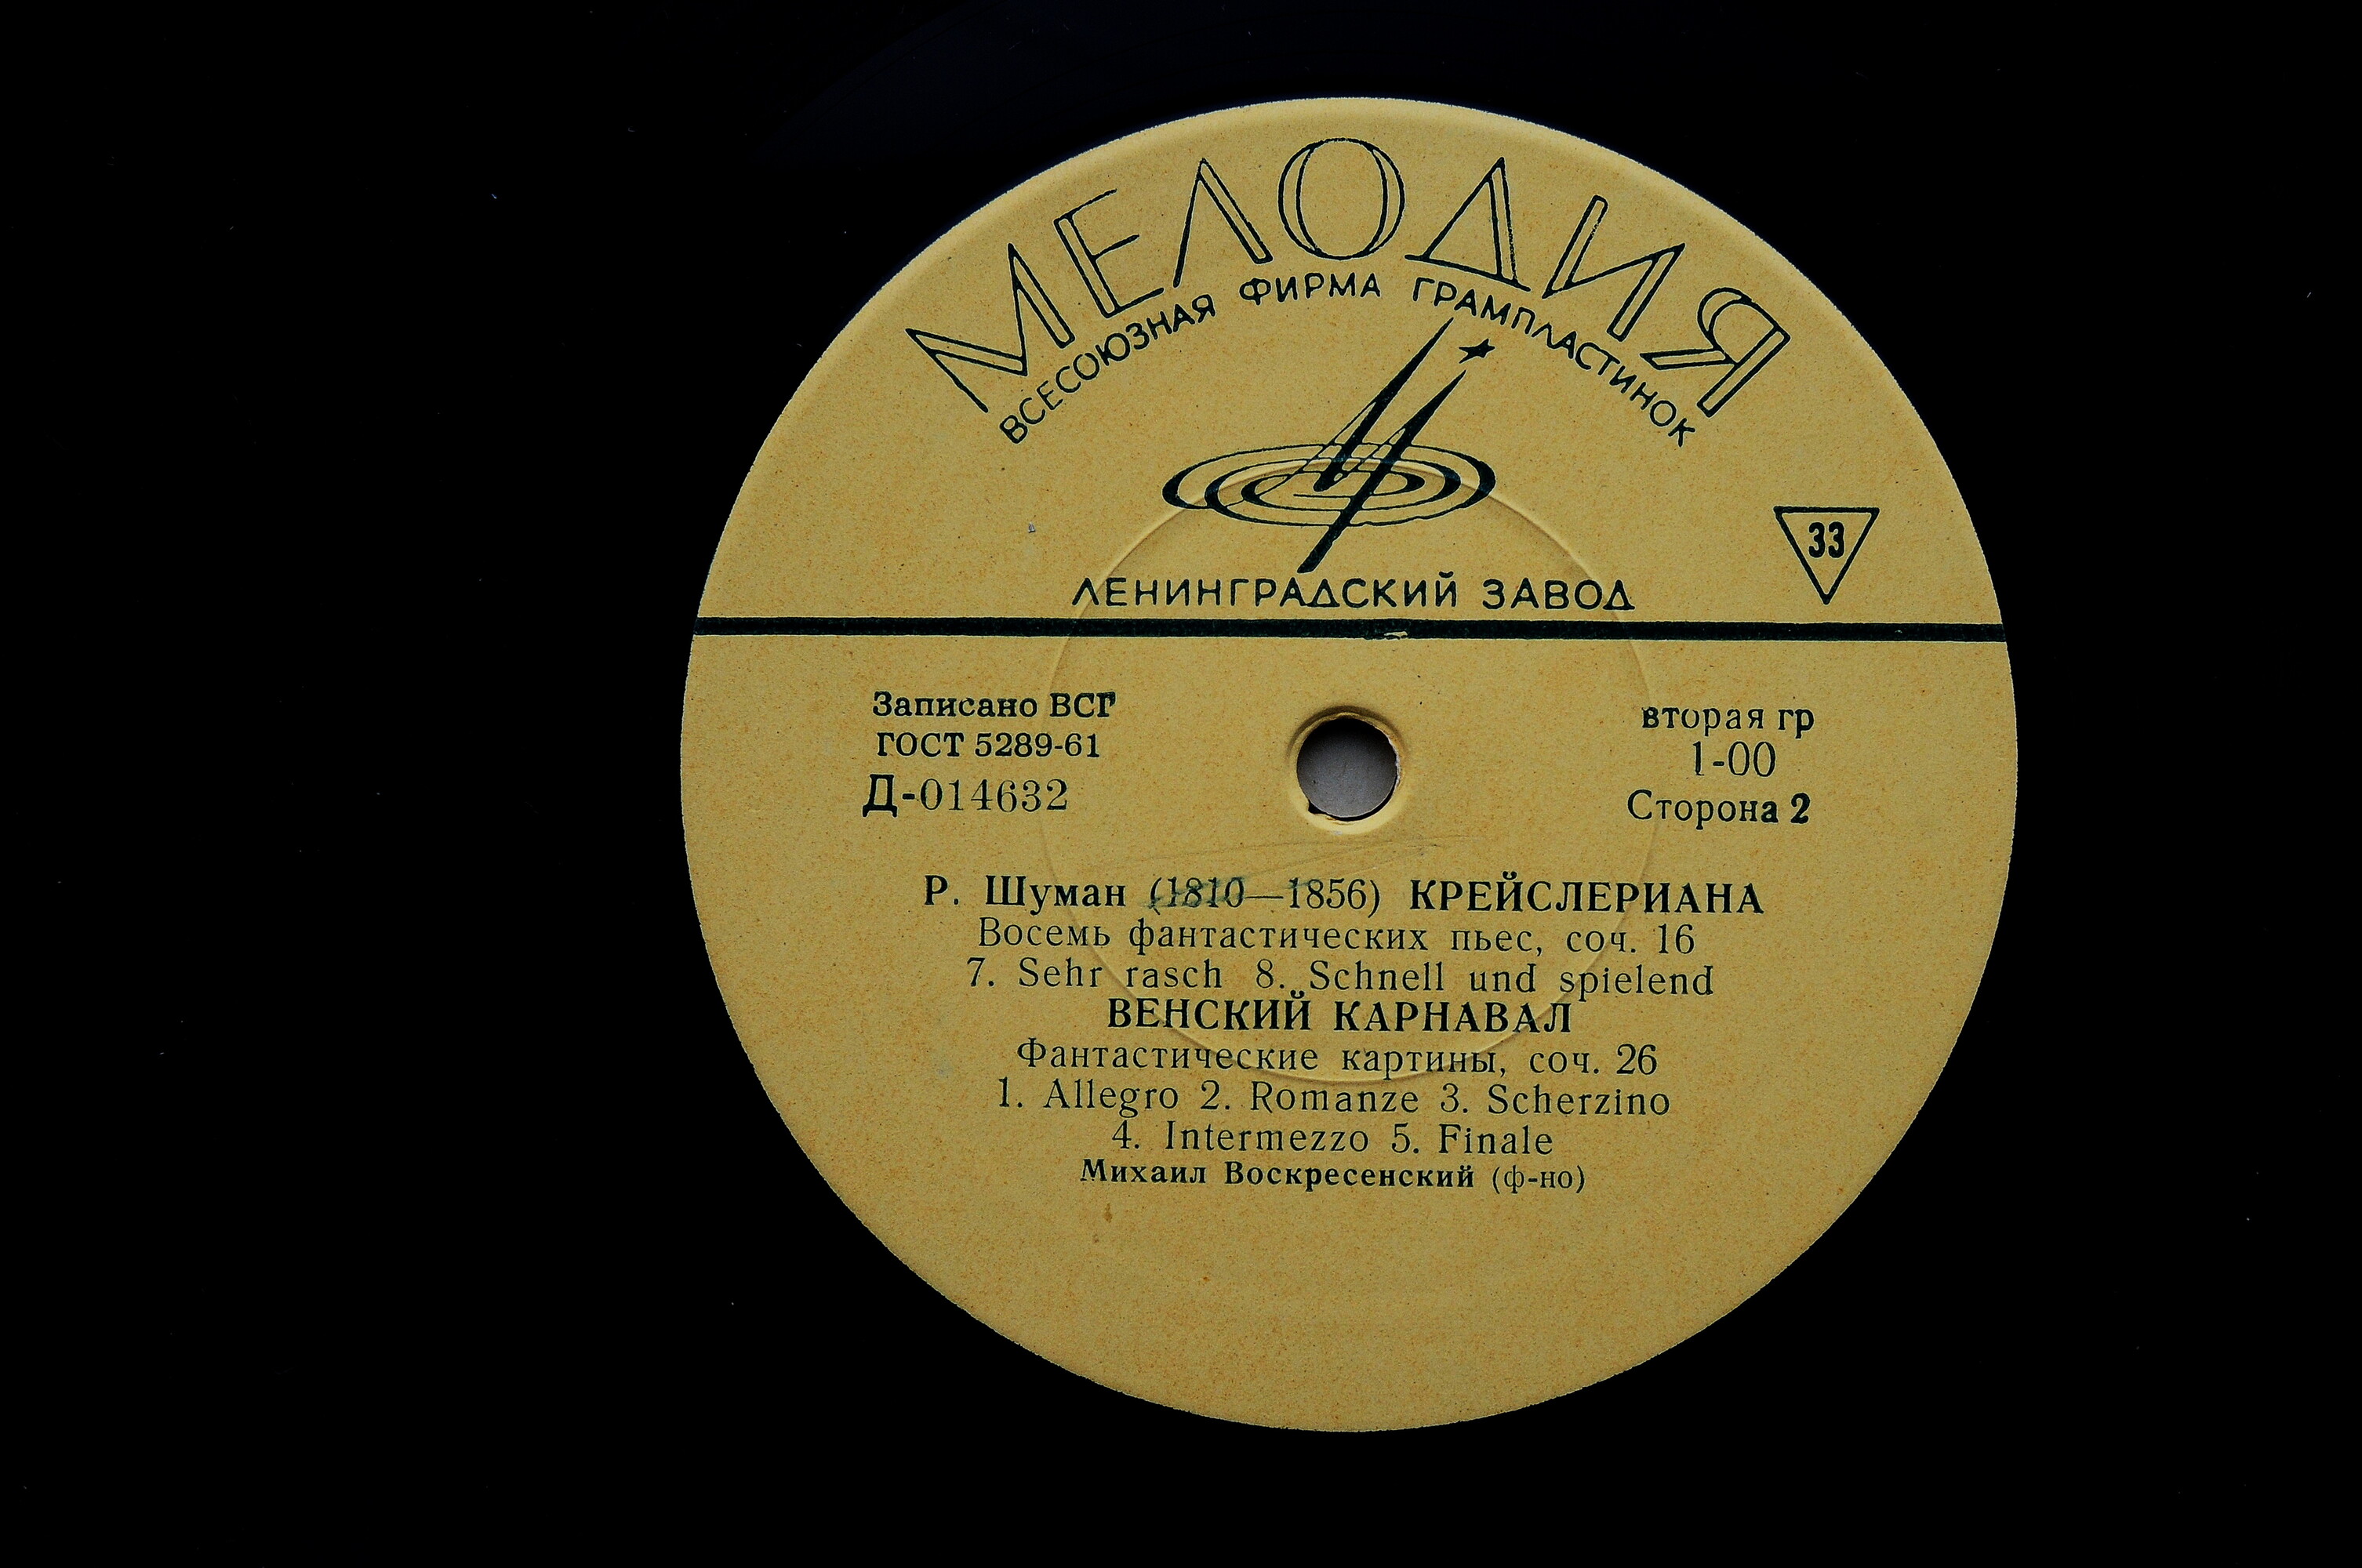 МЕЛОДИЯ
ВСЕСОЮЗНАЯ ФИРМА ГРАМПЛАСТИНОК
33
ЛЕНИНГРАДСКИЙ ЗАВОД
Записано ВСГ
ГОСТ 5289-61
Д-014632
вторая гр
1-00
Сторона 2
Р. Шуман (1810—1856) КРЕЙСЛЕРИАНА
Восемь фантастических пьес, соч. 16
7. Sehr rasch 8. Schnell und spielend
ВЕНСКИЙ КАРНАВАЛ
Фантастические картины, соч. 26
1. Allegro 2. Romanze 3. Scherzino
4. Intermezzo 5. Finale
Михаил Воскресенский (ф-но)